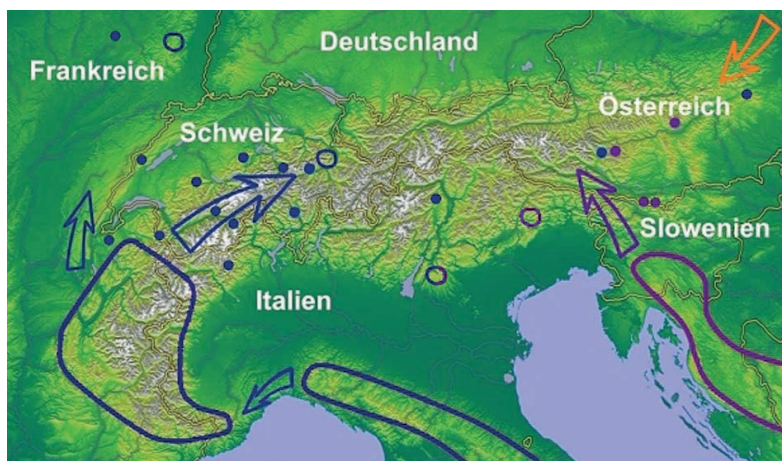 Deutschland
Frankreich
Österreich
Schweiz
Slowenien
Italien